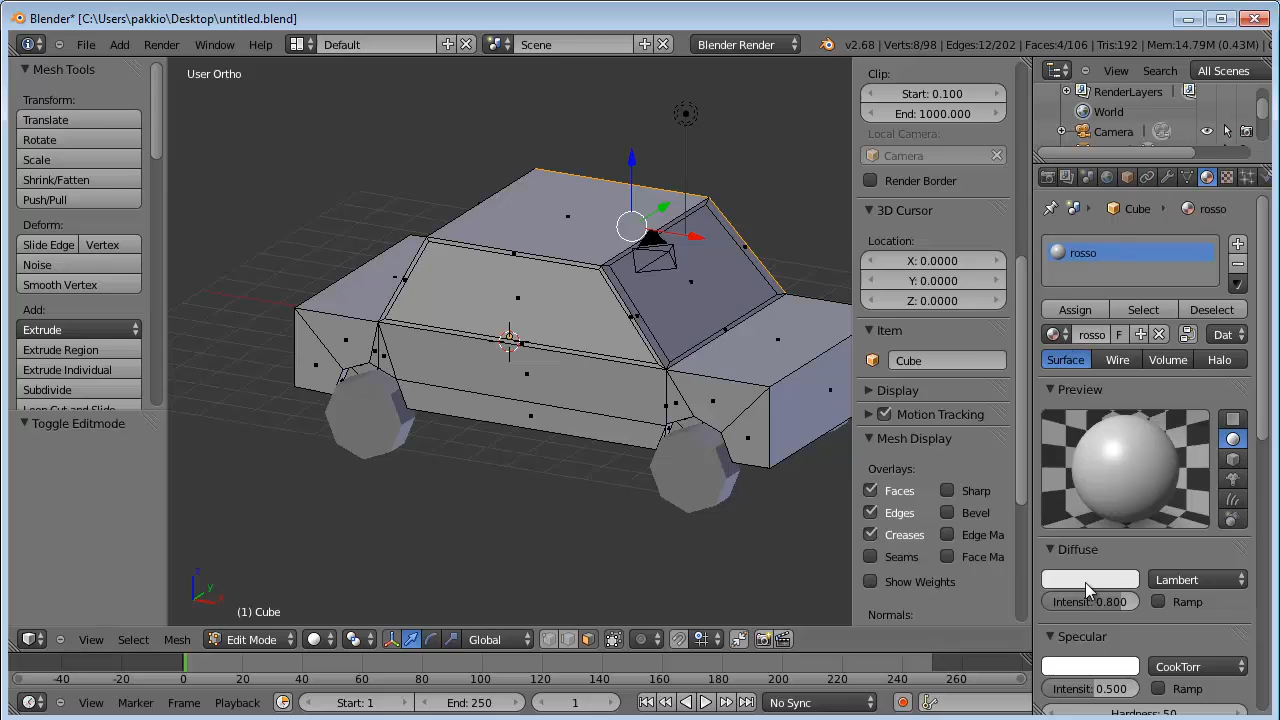 Blender* [C:\Users\pakkio\Desktop\untitled.blend]
File Add Render Window Help Default Scene Blender Render v2.68 | Verts:8/98 | Edges:12/202 | Faces:4/106 | Tris:192 | Mem:14.79M (0.43M) |
Mesh Tools
Transform:
Translate
Rotate
Scale
Shrink/Fatten
Push/Pull
Deform:
Slide Edge Vertex
Noise
Smooth Vertex
Add:
Extrude
Extrude Region
Extrude Individual
Subdivide
Loop Cut and Slide
Toggle Editmode
User Ortho
z
y
x
(1) Cube
Clip:
Start: 0.100
End: 1000.000
Local Camera:
Camera
Render Border
3D Cursor
Location:
X: 0.0000
Y: 0.0000
Z: 0.0000
Item
Cube
Display
Motion Tracking
Mesh Display
Overlays:
Faces Sharp
Edges Bevel
Creases Edge Ma
Seams Face Ma
Show Weights
Normals:
View Search All Scenes
RenderLayers
World
Camera
Cube rosso
rosso
Assign Select Deselect
rosso F Dat
Surface Wire Volume Halo
Preview
Diffuse
Lambert
Intensit: 0.800 Ramp
Specular
CookTorr
Intensit: 0.500 Ramp
Hardness: 50
View Select Mesh Edit Mode Global
-40 -20 0 20 40 60 80 100 120 140 160 180 200 220 240 260
View Marker Frame Playback Start: 1 End: 250 1 No Sync